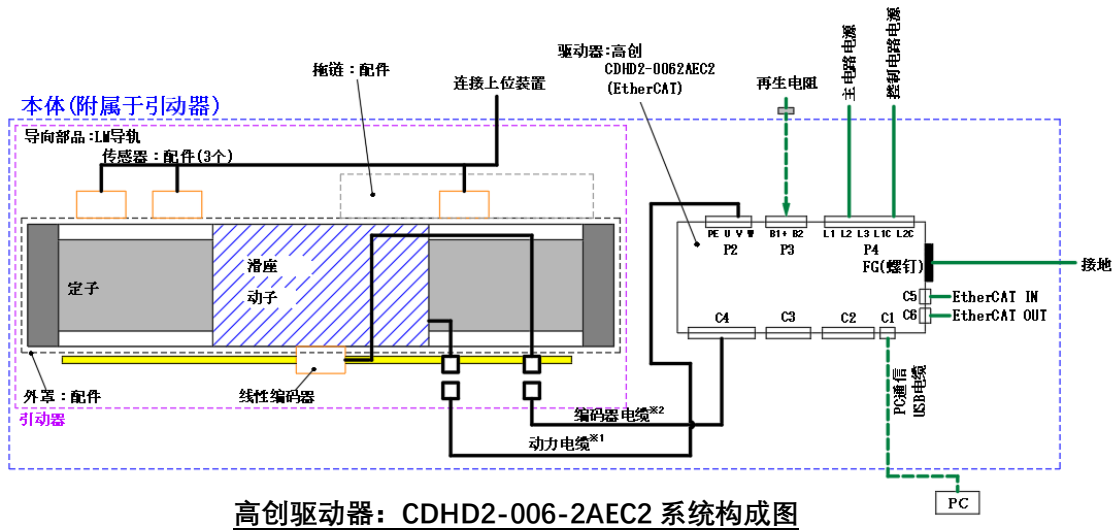 驱动器:高创
CDHD2-0062AEC2
(EtherCAT)
主电路电源
控制电路电源
拖链：配件
连接上位装置
再生电阻
本体(附属于引动器)
导向部品:LM导轨
传感器：配件(3个)
PE U V W
B1+ B2
L1 L2 L3 L1C L2C
P2
P3
P4
FG(螺钉)
接地
滑座
定子
动子
C5
EtherCAT IN
C6
EtherCAT OUT
C4
C3
C2
C1
外罩：配件
线性编码器
引动器
编码器电缆※2
动力电缆※1
PC通信
USB电缆
PC
高创驱动器：CDHD2-006-2AEC2 系统构成图